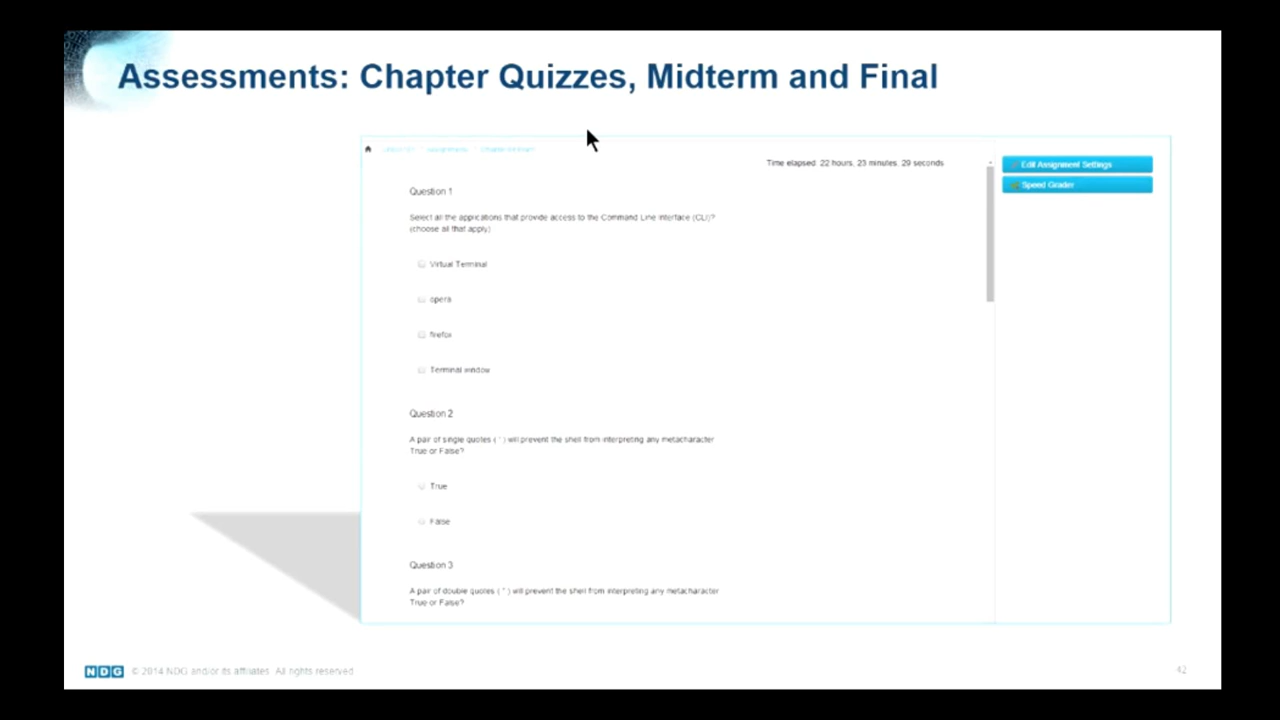 Assessments: Chapter Quizzes, Midterm and Final
Time elapsed: 22 hours, 23 minutes, 29 seconds
Edit Assignment Settings
Speed Grader
Question 1
Select all the applications that provide access to the Command Line Interface (CLI)?
(choose all that apply)
Virtual Terminal
opera
firefox
Terminal window
Question 2
A pair of single quotes ( ' ) will prevent the shell from interpreting any metacharacter
True or False?
True
False
Question 3
A pair of double quotes ( " ) will prevent the shell from interpreting any metacharacter
True or False?
NDG © 2014 NDG and/or its affiliates. All rights reserved
42